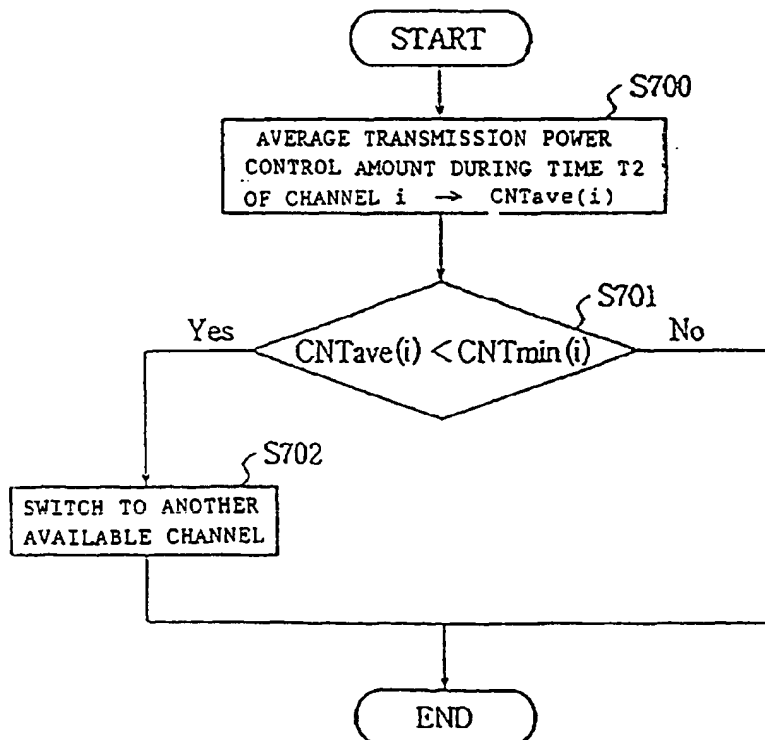 START
S700
AVERAGE TRANSMISSION POWER
CONTROL AMOUNT DURING TIME T2
OF CHANNEL i → CNTave(i)
S701
Yes
No
CNTave(i) < CNTmin(i)
S702
SWITCH TO ANOTHER
AVAILABLE CHANNEL
END